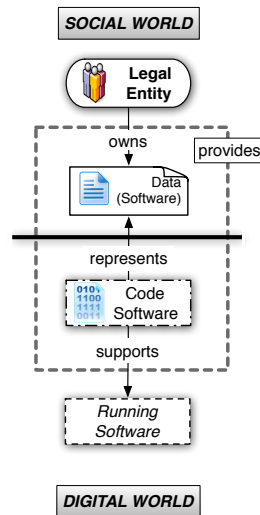 SOCIAL WORLD
Legal
Entity
owns
provides
Data
(Software)
represents
0101
1100
1111
0011
Code
Software
supports
Running
Software
DIGITAL WORLD